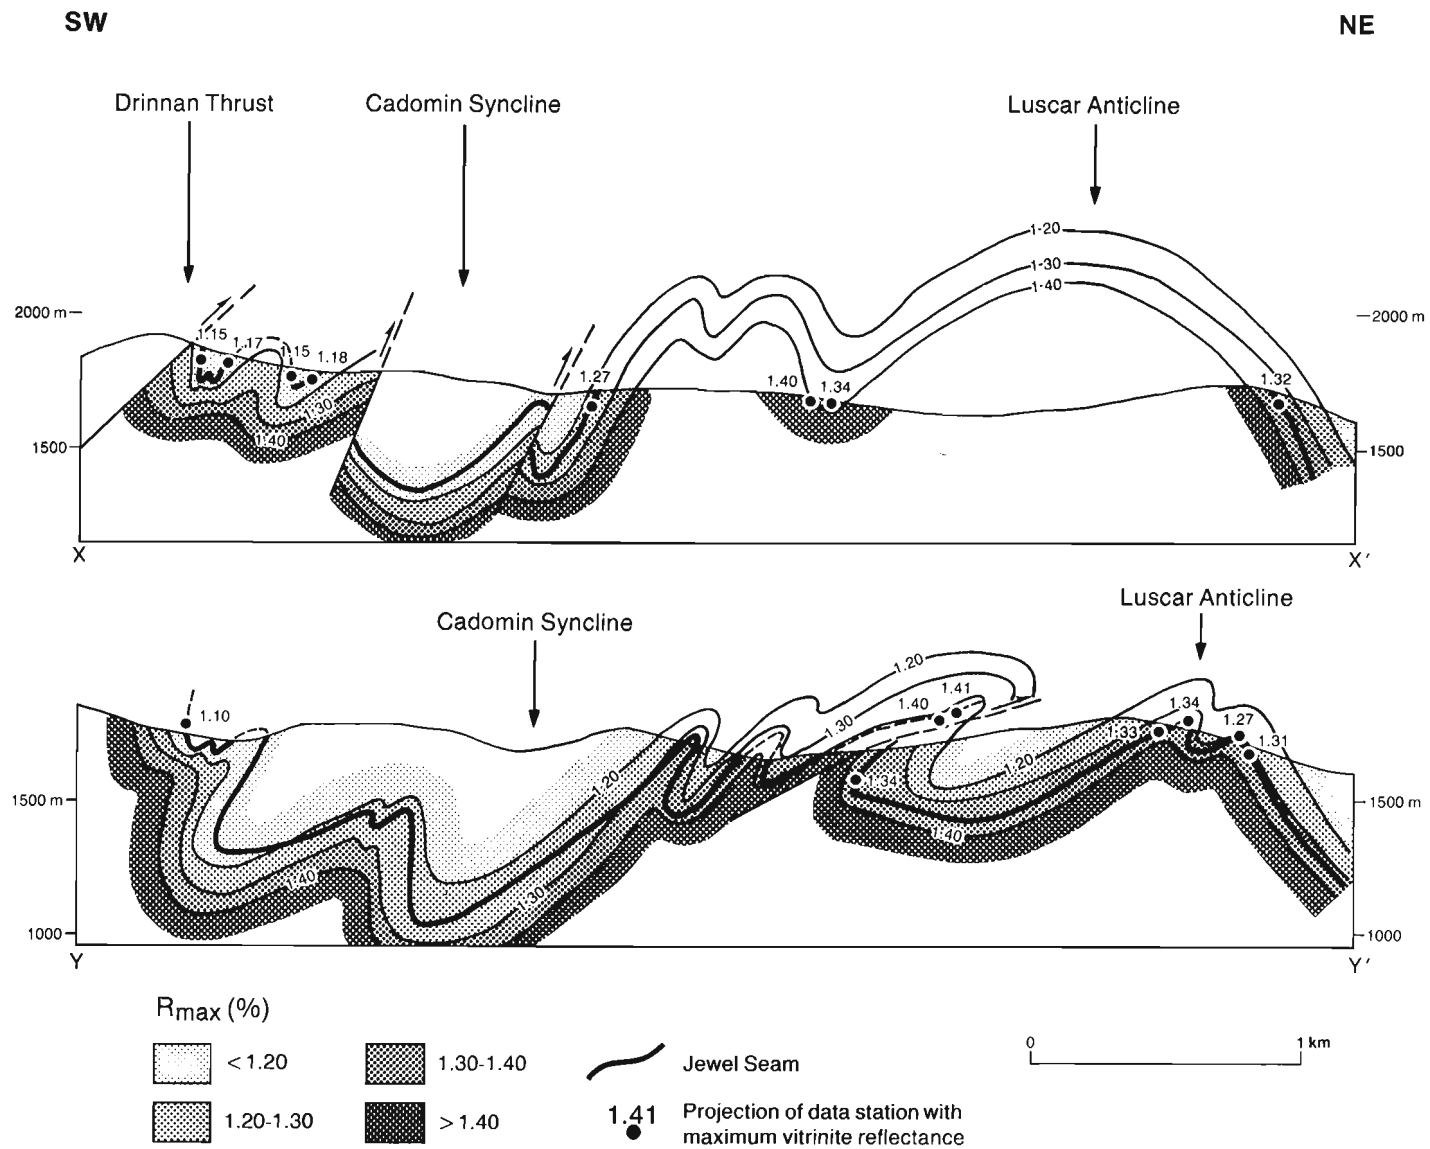 SW
NE
Drinnan Thrust
Cadomin Syncline
Luscar Anticline
1-20
1-30
1-40
2000 m
2000 m
1.15
1.17
1.15
1.18
1.27
1.40
1.34
1.32
1.30
1.40
1500
1500
X
X′
Luscar Anticline
Cadomin Syncline
1.20
1.41
1.40
1.10
1.30
1.34
1.27
1.33
1.31
1.20
1.34
1.20
1500 m
1500 m
1.40
1.40
1.30
1000
1000
Y
Y′
Rmax (%)
< 1.20
1.30-1.40
Jewel Seam
0
1 km
1.20-1.30
> 1.40
1.41
Projection of data station with
maximum vitrinite reflectance